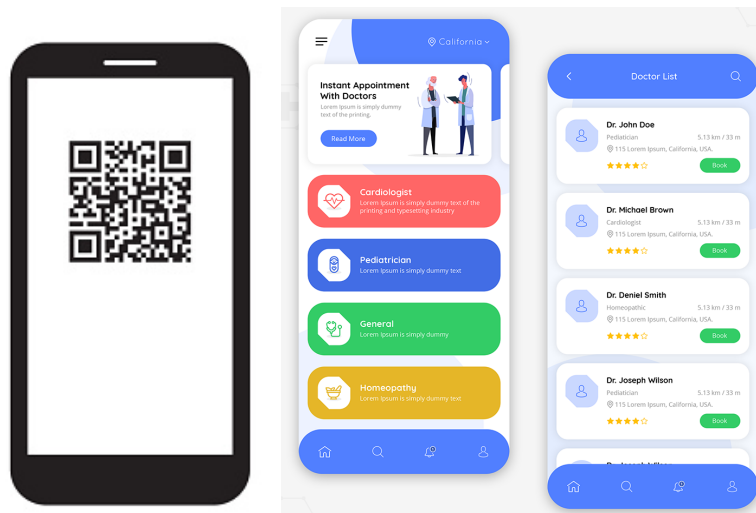 California
Instant Appointment
With Doctors
Lorem Ipsum is simply dummy
text of the printing.
Read More
Cardiologist
Lorem Ipsum is simply dummy text of the
printing and typesetting industry
Pediatrician
Lorem Ipsum is simply dummy text
General
Lorem Ipsum is simply dummy
Homeopathy
Lorem Ipsum is simply dummy text
Doctor List
Dr. John Doe
Pediatician 5.13 km / 33 m
115 Lorem Ipsum, California, USA.
Book
Dr. Michael Brown
Cardiologist 5.13 km / 33 m
115 Lorem Ipsum, California, USA.
Book
Dr. Deniel Smith
Homeopathic 5.13 km / 33 m
115 Lorem Ipsum, California, USA.
Book
Dr. Joseph Wilson
Pediatician 5.13 km / 33 m
115 Lorem Ipsum, California, USA.
Book